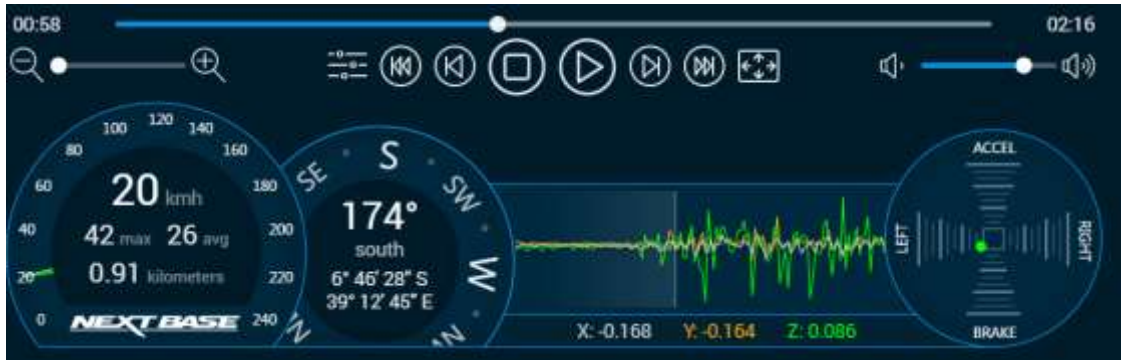 00:58
02:16
120
100 140
80 160
60 180
40 200
20 220
0 240
20 kmh
42 max 26 avg
0.91 kilometers
NEXTBASE
SE S SW W
174°
south
6° 46' 28" S
39° 12' 45" E
X: -0.168 Y: -0.164 Z: 0.086
ACCEL
LEFT
RIGHT
BRAKE